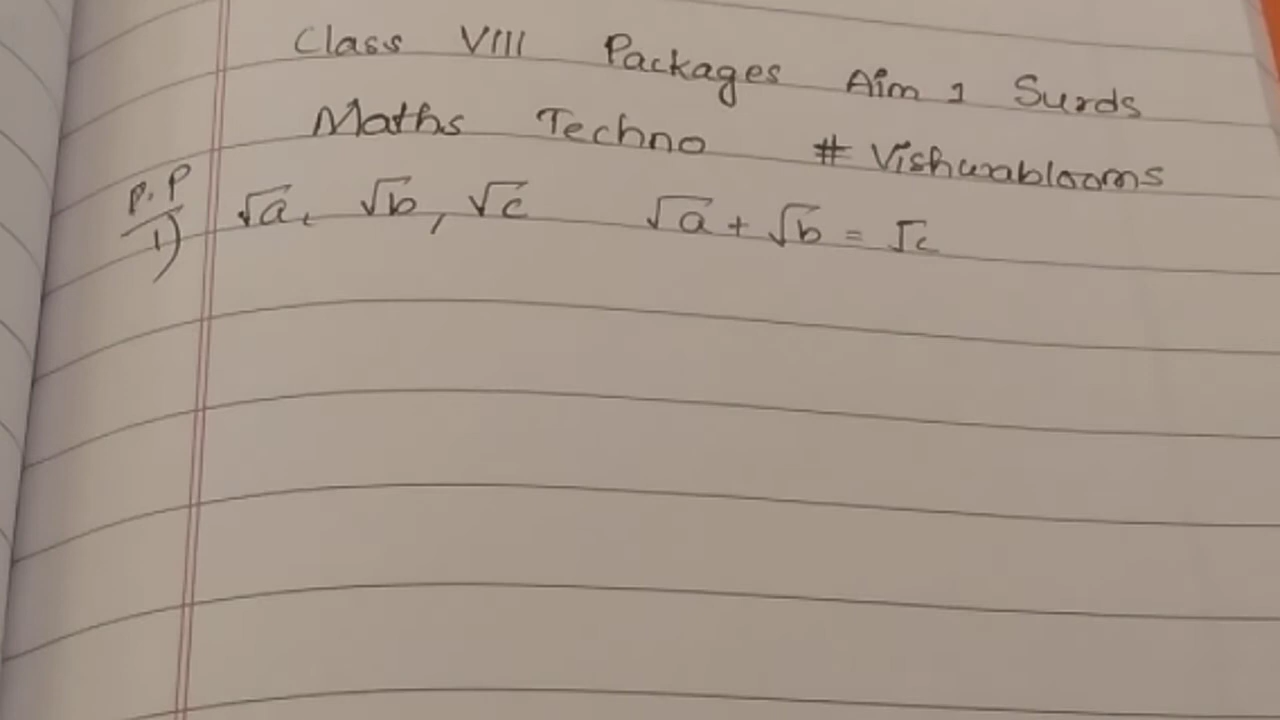 Class VIII Packages Aim 1 Surds
Maths Techno # Vishwablooms
P.P
1) √a, √b, √c √a + √b = √c